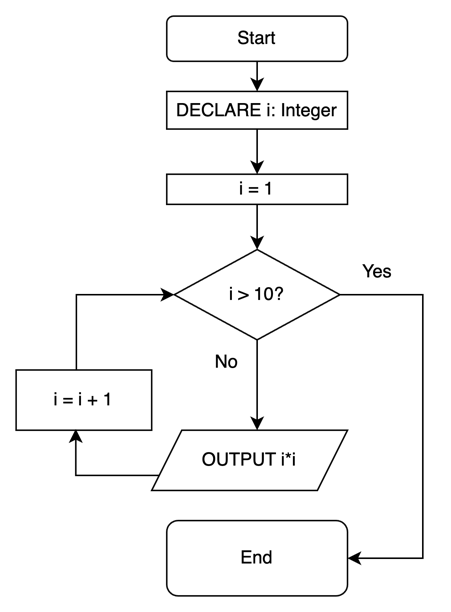 Start
DECLARE i: Integer
i = 1
i > 10?
Yes
No
i = i + 1
OUTPUT i*i
End